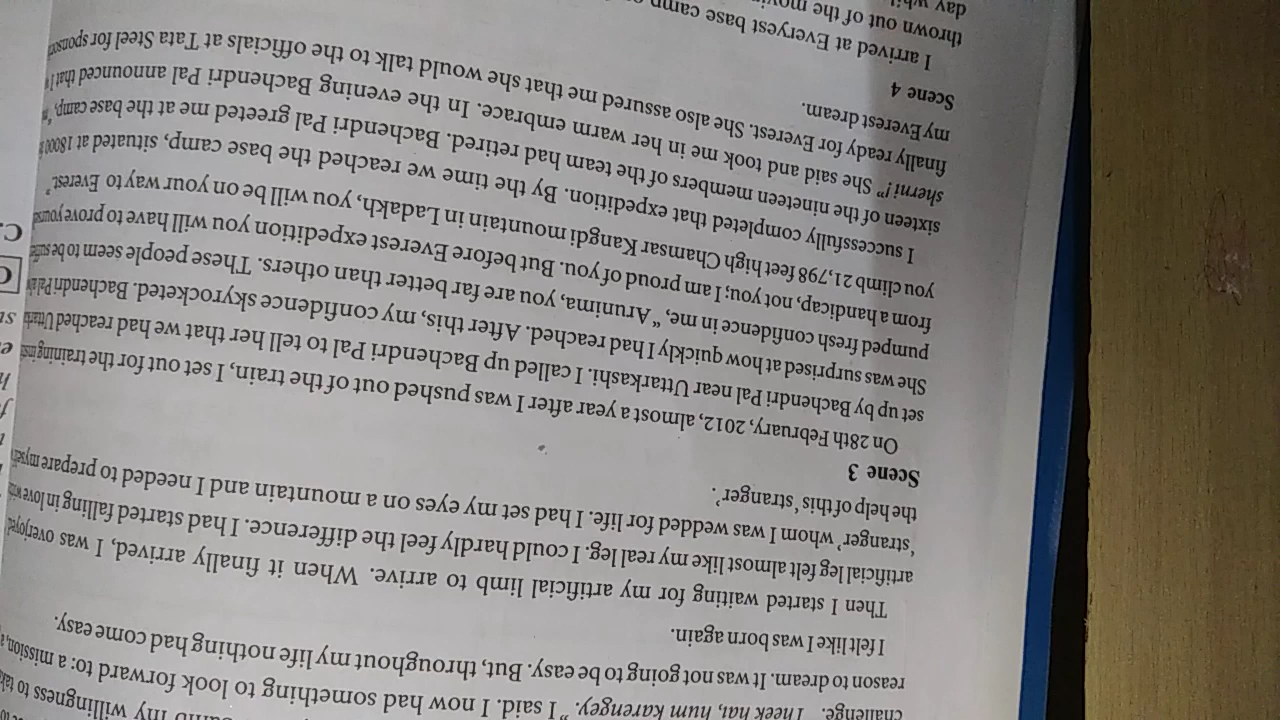 my willingness to
challenge. "Theek hai, hum karengey," I said. I now had something to look forward to: a mission,
reason to dream. It was not going to be easy. But, throughout my life nothing had come easy.
I felt like I was born again.
Then I started waiting for my artificial limb to arrive. When it finally arrived, I was overjoyed
artificial leg felt almost like my real leg. I could hardly feel the difference. I had started falling in love
'stranger' whom I was wedded for life. I had set my eyes on a mountain and I needed to prepare myself
the help of this 'stranger'.
Scene 3
On 28th February, 2012, almost a year after I was pushed out of the train, I set out for the training
set up by Bachendri Pal near Uttarkashi. I called up Bachendri Pal to tell her that we had reached
She was surprised at how quickly I had reached. After this, my confidence skyrocketed. Bachendri Pal
pumped fresh confidence in me, "Arunima, you are far better than others. These people seem to be
from a handicap, not you; I am proud of you. But before Everest expedition you will have to prove
you climb 21,798 feet high Chamsar Kangdi mountain in Ladakh, you will be on your way to Everest."
I successfully completed that expedition. By the time we reached the base camp, situated at 18000
sixteen of the nineteen members of the team had retired. Bachendri Pal greeted me at the base camp,
sherni!" She said and took me in her warm embrace. In the evening Bachendri Pal announced that I
finally ready for Everest. She also assured me that she would talk to the officials at Tata Steel for
my Everest dream.
Scene 4
I arrived at Everyest base camp
thrown out of the
day